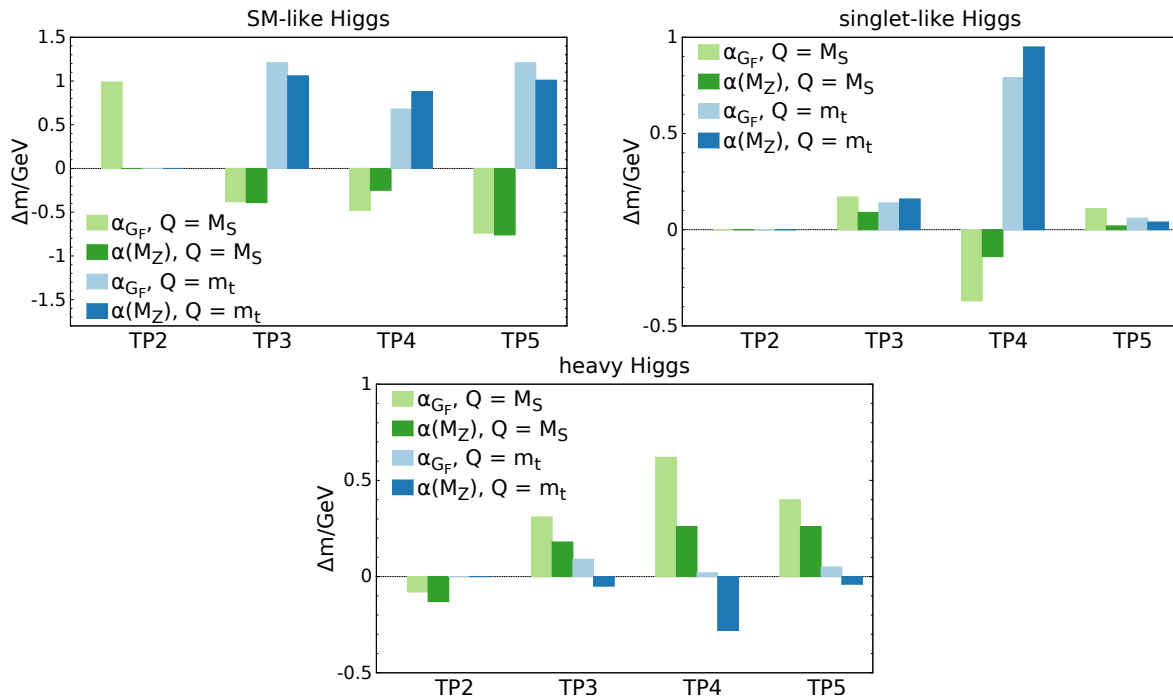 SM-like Higgs
1.5
1
0.5
0
-0.5
-1
-1.5
Δm/GeV
α_{G_F}, Q = M_S
α(M_Z), Q = M_S
α_{G_F}, Q = m_t
α(M_Z), Q = m_t
TP2 TP3 TP4 TP5
singlet-like Higgs
1
0.5
0
-0.5
Δm/GeV
α_{G_F}, Q = M_S
α(M_Z), Q = M_S
α_{G_F}, Q = m_t
α(M_Z), Q = m_t
TP2 TP3 TP4 TP5
heavy Higgs
1
0.5
0
-0.5
Δm/GeV
α_{G_F}, Q = M_S
α(M_Z), Q = M_S
α_{G_F}, Q = m_t
α(M_Z), Q = m_t
TP2 TP3 TP4 TP5